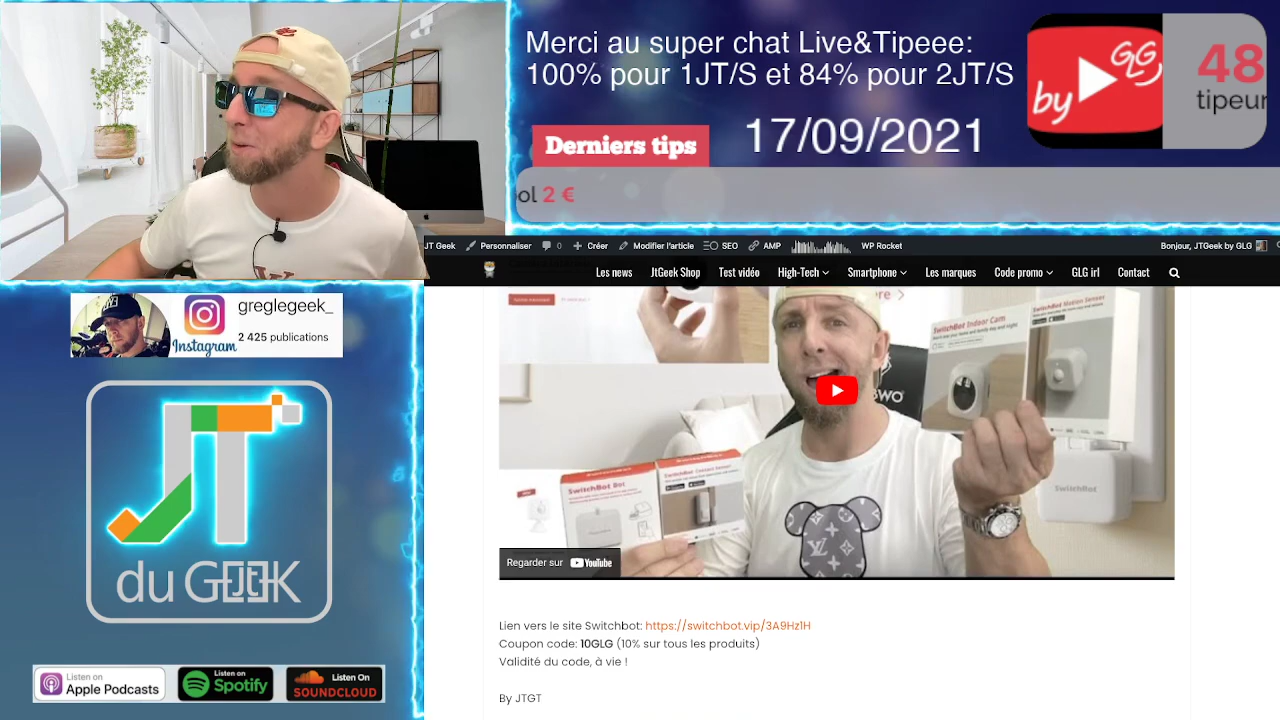 Merci au super chat Live&Tipeee:
100% pour 1JT/S et 84% pour 2JT/S
by GLG
48
tipeur
Derniers tips
17/09/2021
ol 2 €
JT Geek Personnaliser 0 Créer Modifier l'article SEO AMP WP Rocket Bonjour, JTGeek by GLG
Les news JtGeek Shop Test vidéo High-Tech Smartphone Les marques Code promo GLG irl Contact
greglegeek_
2 425 publications
Instagram
SwitchBot Indoor Cam
SwitchBot Motion Sensor
SwitchBot Bot
SwitchBot Contact Sensor
SwitchBot
Regarder sur YouTube
JT
du GEEK
Lien vers le site Switchbot: https://switchbot.vip/3A9Hz1H
Coupon code: 10GLG (10% sur tous les produits)
Validité du code, à vie !
By JTGT
Listen on
Apple Podcasts
Listen on
Spotify
Listen On
SOUNDCLOUD